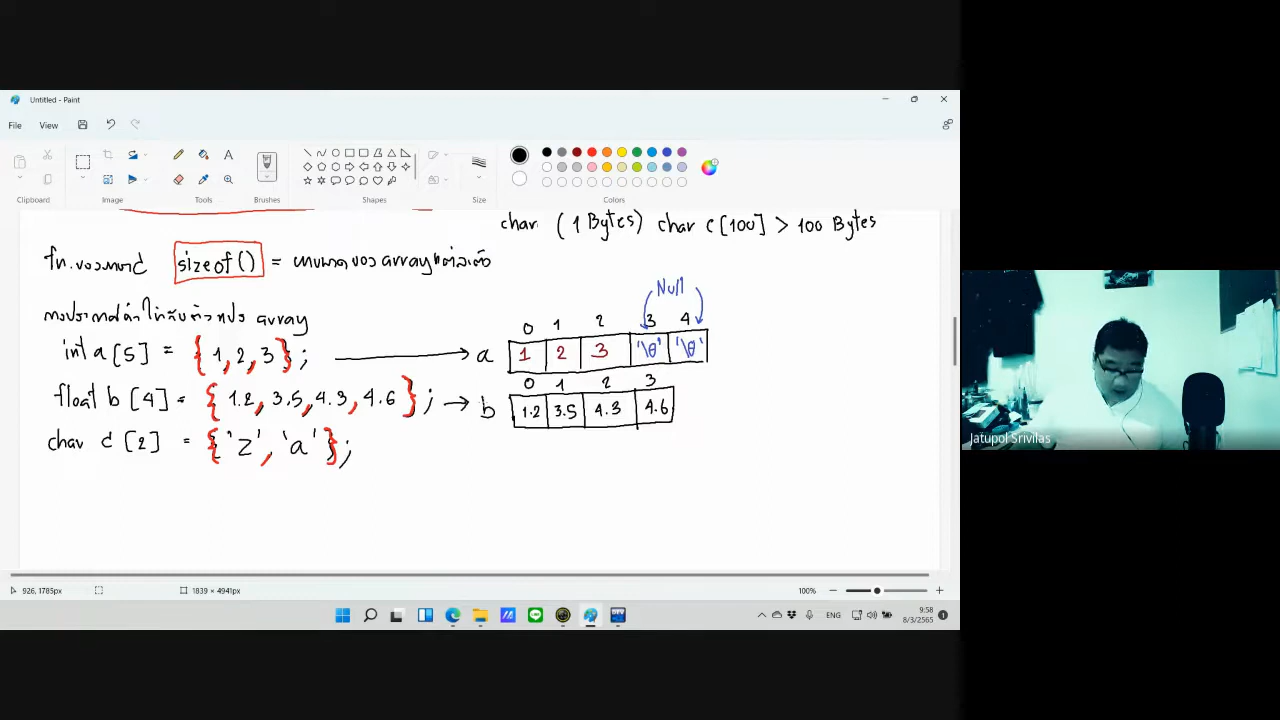 Untitled - Paint
File View
Clipboard Image Tools Brushes Shapes Size Colors
char (1 Bytes) char c[100] > 100 Bytes
sizeof() = array
array
Null
0 1 2 3 4
int a[5] = {1, 2, 3}; a 1 2 3 '\0' '\0'
0 1 2 3
float b[4] = {1.2, 3.5, 4.3, 4.6}; b 1.2 3.5 4.3 4.6
char c[2] = {'z', 'a'};
Jatupol Srivilas
926, 1785px 1839 × 4941px 100%
ENG 9:58
8/3/2565